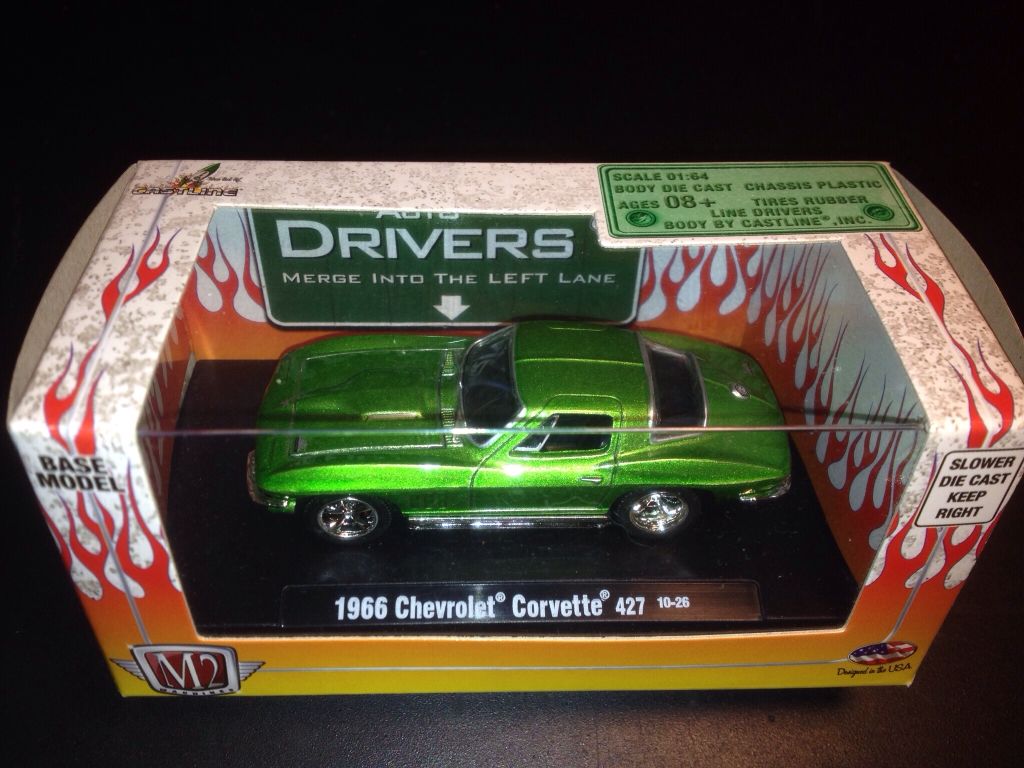 CASTLINE
SCALE 01:64
BODY DIE CAST CHASSIS PLASTIC
AGES 08+ TIRES RUBBER
LINE DRIVERS
BODY BY CASTLINE®, INC.
AUTO
DRIVERS
MERGE INTO THE LEFT LANE
BASE
MODEL
SLOWER
DIE CAST
KEEP
RIGHT
1966 Chevrolet® Corvette® 427 10-26
M2
MACHINES
Designed in the USA